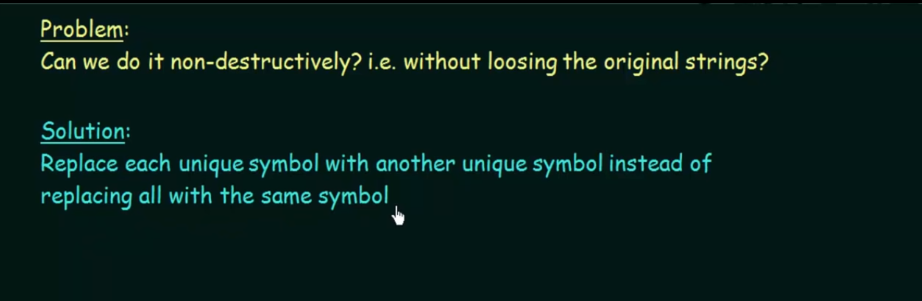 Problem:
Can we do it non-destructively? i.e. without loosing the original strings?
Solution:
Replace each unique symbol with another unique symbol instead of
replacing all with the same symbol